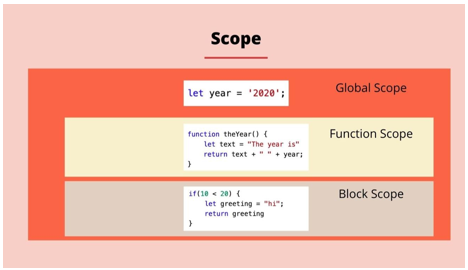 Scope
let year = '2020';
Global Scope
function theYear() {
let text = "The year is"
return text + " " + year;
}
Function Scope
if(10 < 20) {
let greeting = "hi";
return greeting
}
Block Scope